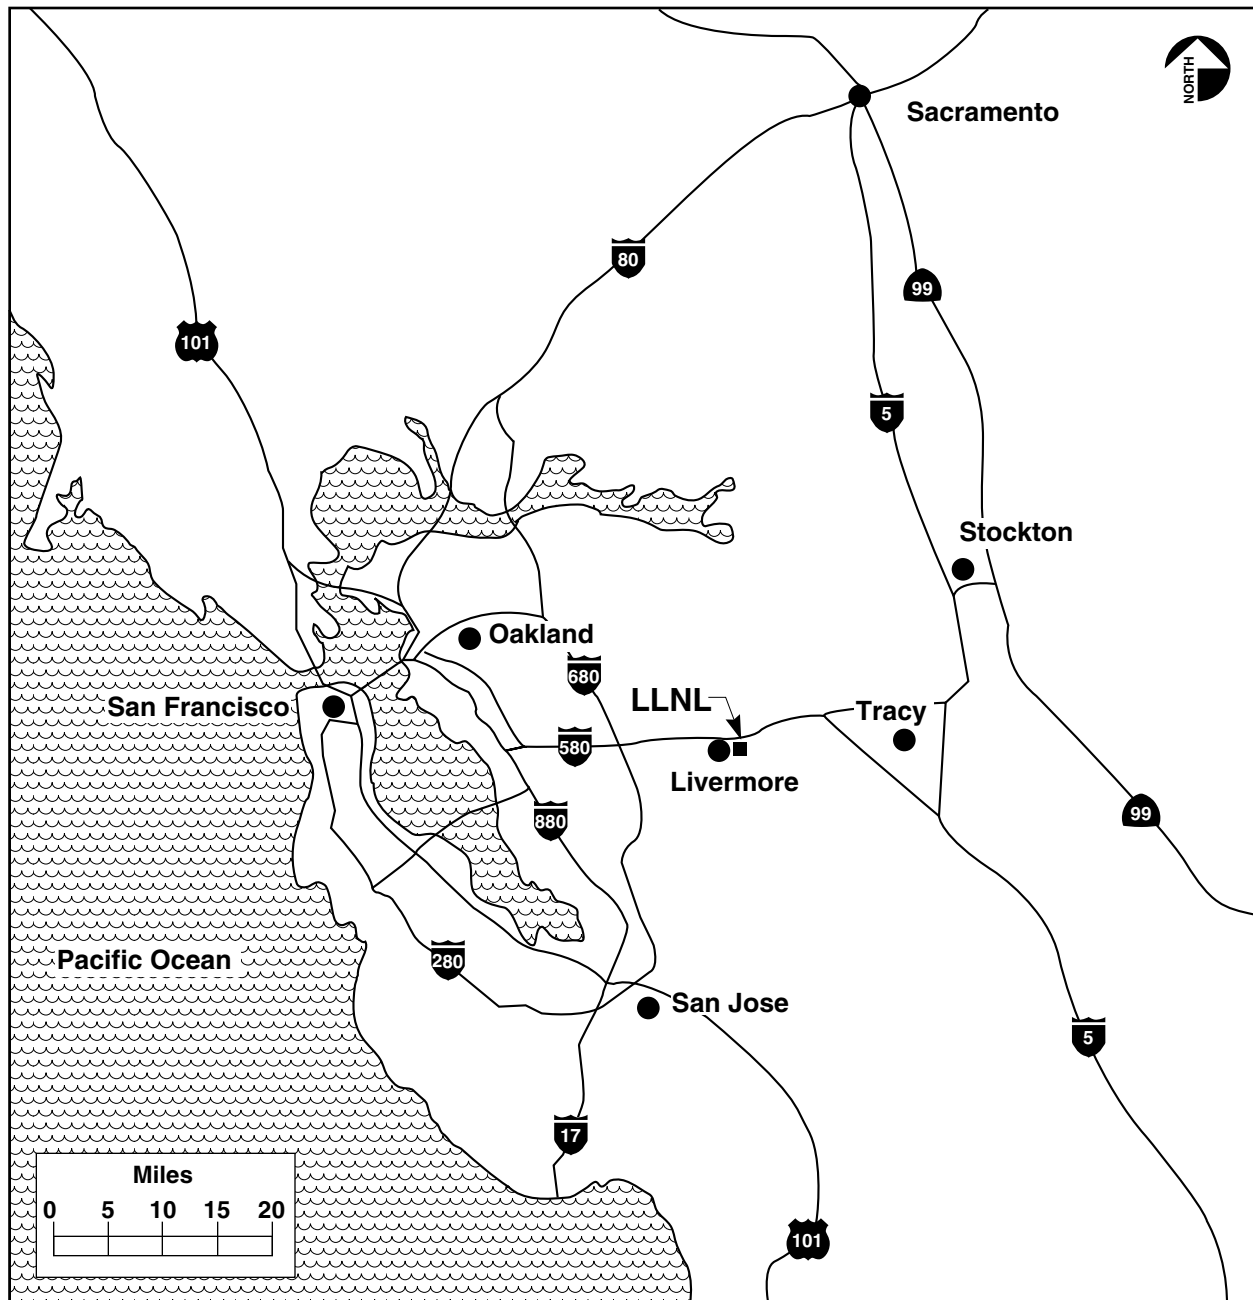 NORTH
Sacramento
80
99
101
5
Stockton
Oakland
680
LLNL
San Francisco
Tracy
580
Livermore
880
99
Pacific Ocean
280
San Jose
5
17
Miles
0 5 10 15 20
101